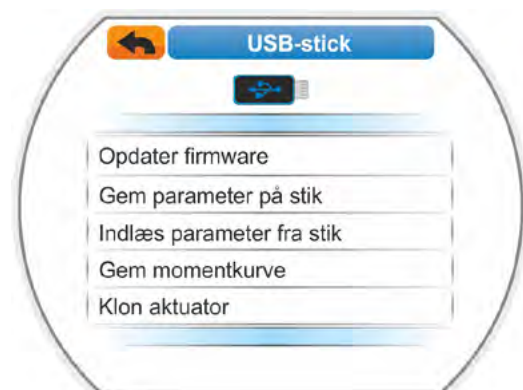 USB-stick
Opdater firmware
Gem parameter på stik
Indlæs parameter fra stik
Gem momentkurve
Klon aktuator